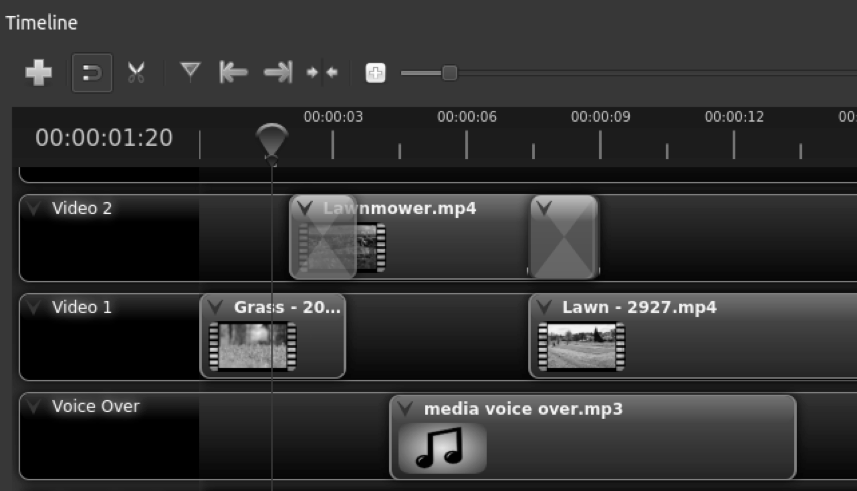 Timeline
00:00:03 00:00:06 00:00:09 00:00:12 00:
00:00:01:20
Video 2 Lawnmower.mp4
Video 1 Grass - 20... Lawn - 2927.mp4
Voice Over media voice over.mp3